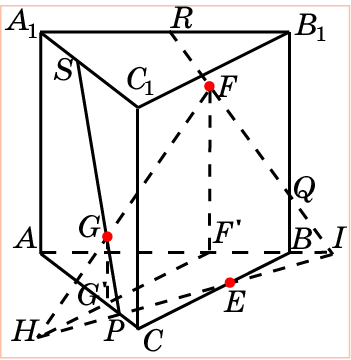 A₁ R B₁
S C₁ F
Q
G F' I
A B
G' E
H P C